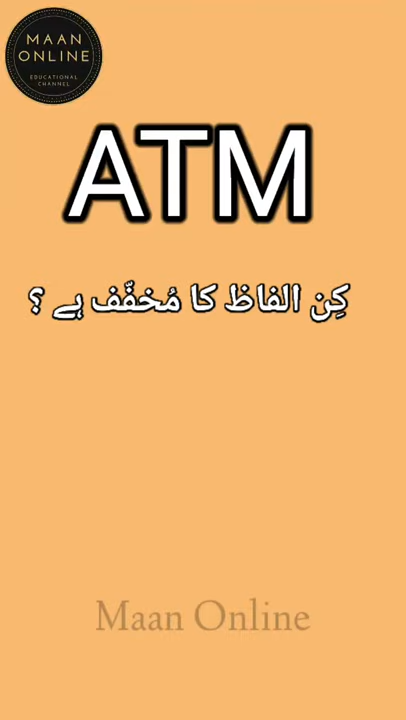 MAAN
ONLINE
EDUCATIONAL
CHANNEL
ATM
کِن الفاظ کا مُخفّف ہے ؟
Maan Online